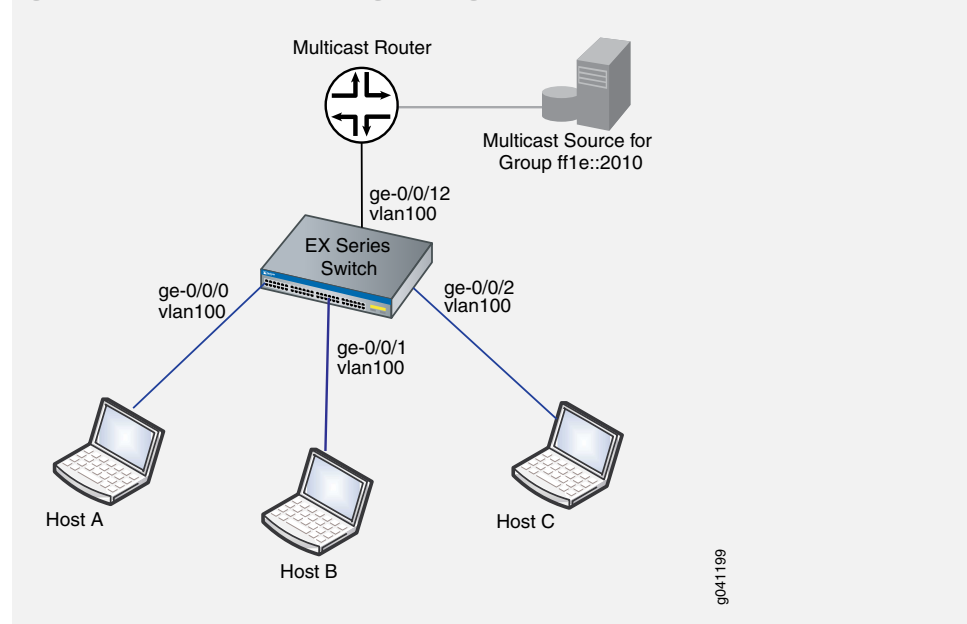 Multicast Router
Multicast Source for
Group ff1e::2010
ge-0/0/12
vlan100
EX Series
Switch
ge-0/0/0
vlan100
ge-0/0/2
vlan100
ge-0/0/1
vlan100
Host A
Host B
Host C
g041199